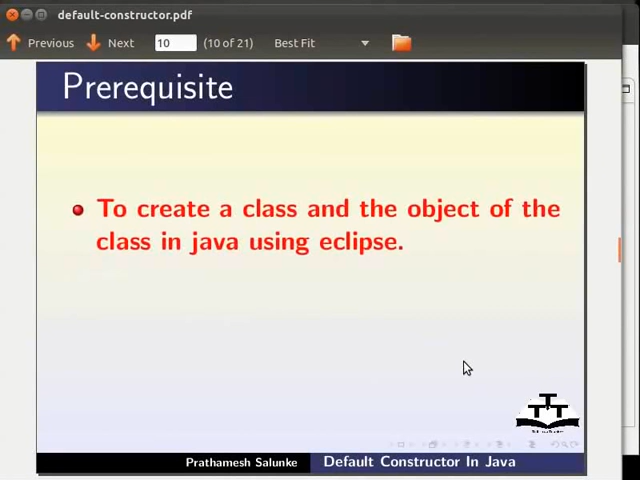 default-constructor.pdf
Previous Next 10 (10 of 21) Best Fit
Prerequisite
To create a class and the object of the
class in java using eclipse.
TTT
Prathamesh Salunke Default Constructor In Java